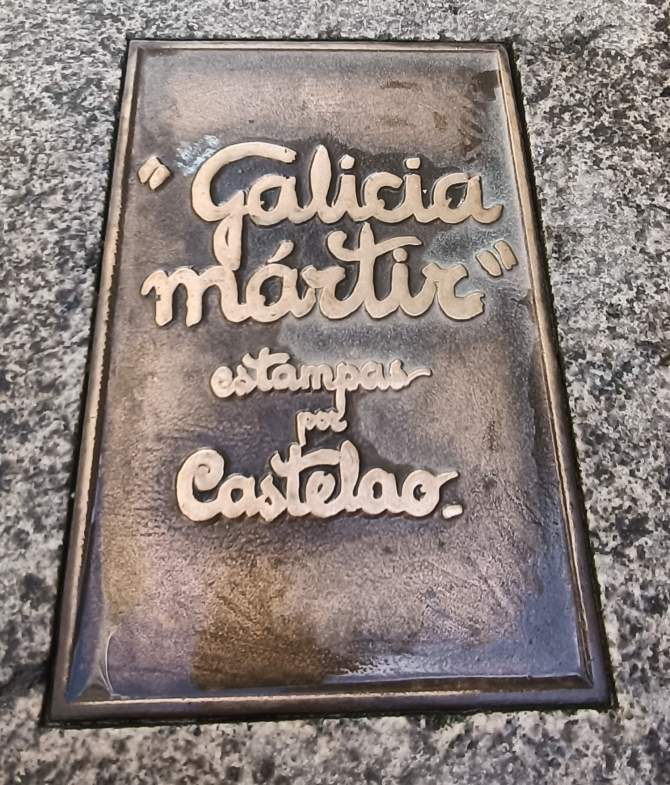 "Galicia
mártir"
estampas
por
Castelao.